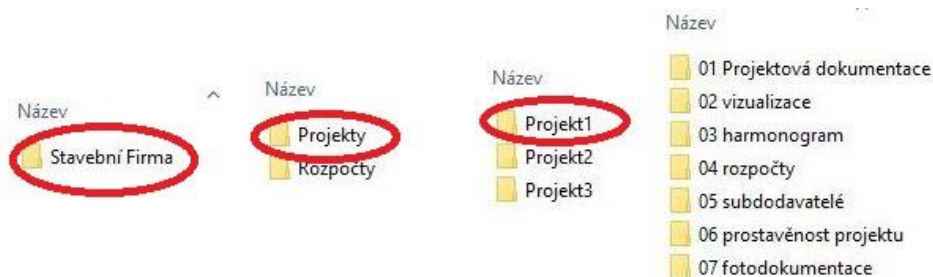 Název
Stavební Firma
Název
Projekty
Rozpočty
Název
Projekt1
Projekt2
Projekt3
Název
01 Projektová dokumentace
02 vizualizace
03 harmonogram
04 rozpočty
05 subdodavatelé
06 prostavěnost projektu
07 fotodokumentace